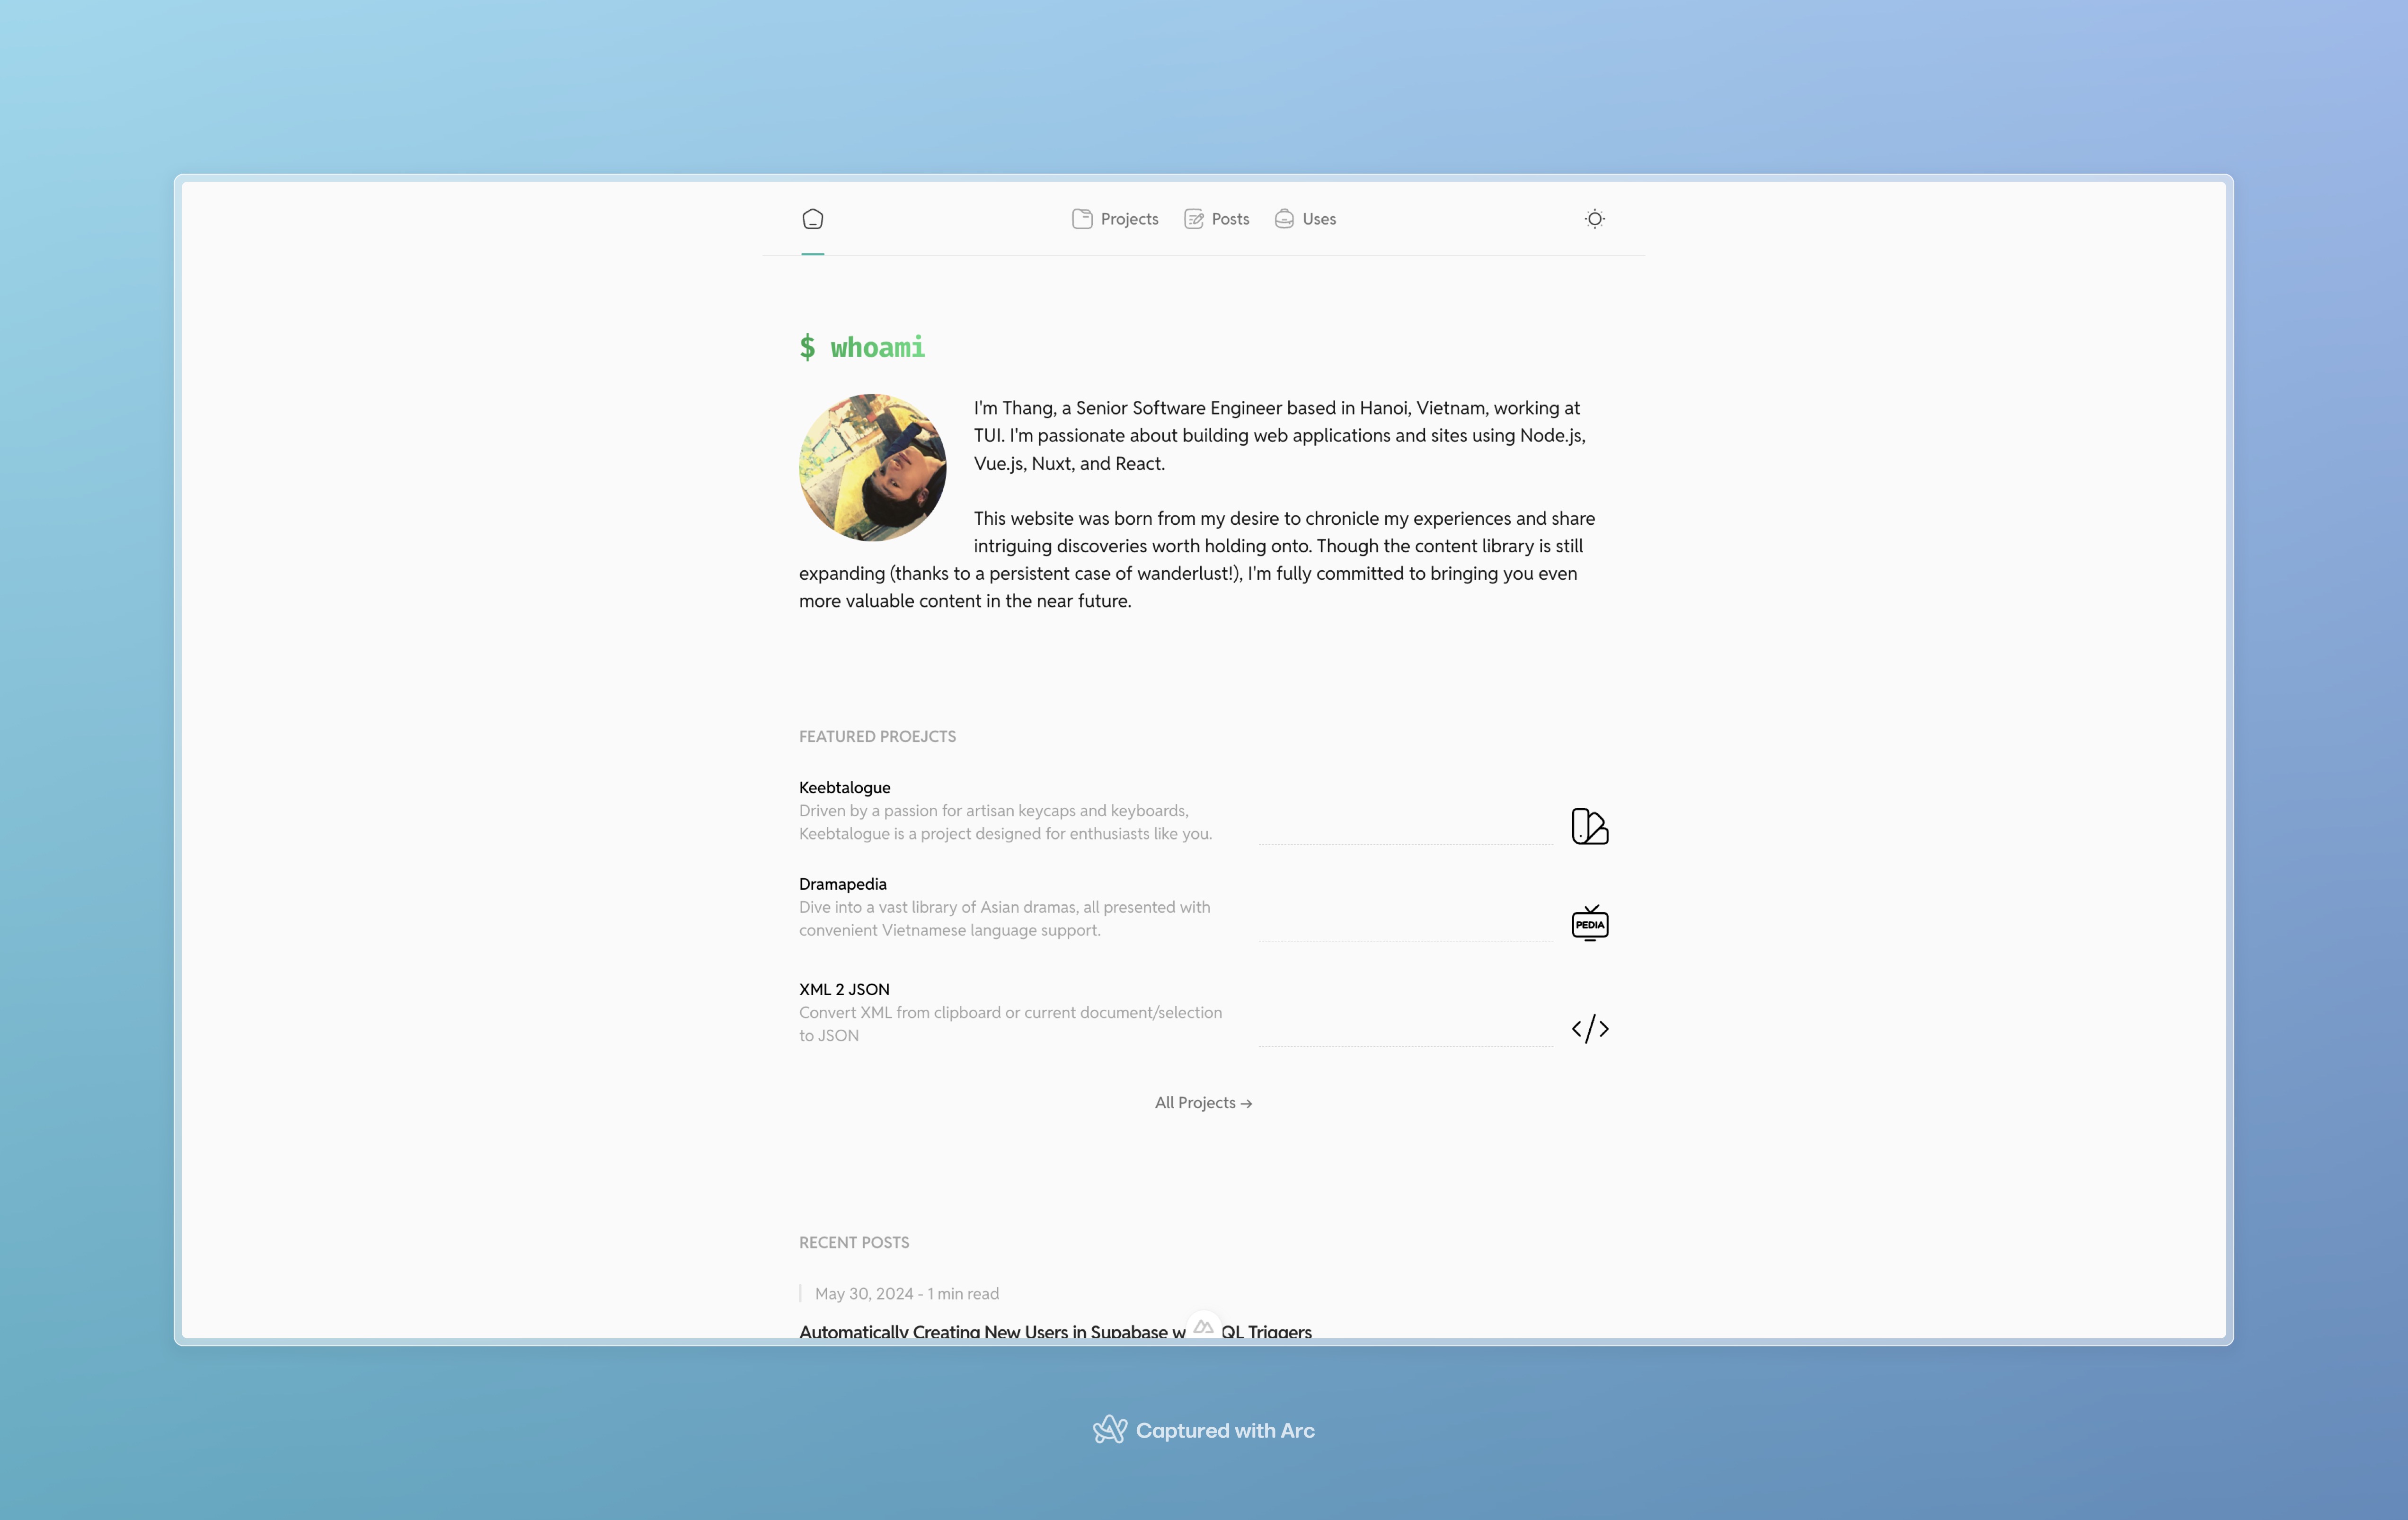 Projects
Posts
Uses
$ whoami
I'm Thang, a Senior Software Engineer based in Hanoi, Vietnam, working at
TUI. I'm passionate about building web applications and sites using Node.js,
Vue.js, Nuxt, and React.
This website was born from my desire to chronicle my experiences and share
intriguing discoveries worth holding onto. Though the content library is still
expanding (thanks to a persistent case of wanderlust!), I'm fully committed to bringing you even
more valuable content in the near future.
FEATURED PROEJCTS
Keebtalogue
Driven by a passion for artisan keycaps and keyboards,
Keebtalogue is a project designed for enthusiasts like you.
Dramapedia
Dive into a vast library of Asian dramas, all presented with
convenient Vietnamese language support.
PEDIA
XML 2 JSON
Convert XML from clipboard or current document/selection
to JSON
</>
All Projects →
RECENT POSTS
May 30, 2024 - 1 min read
Automatically Creating New Users in Supabase w QL Triggers
Captured with Arc